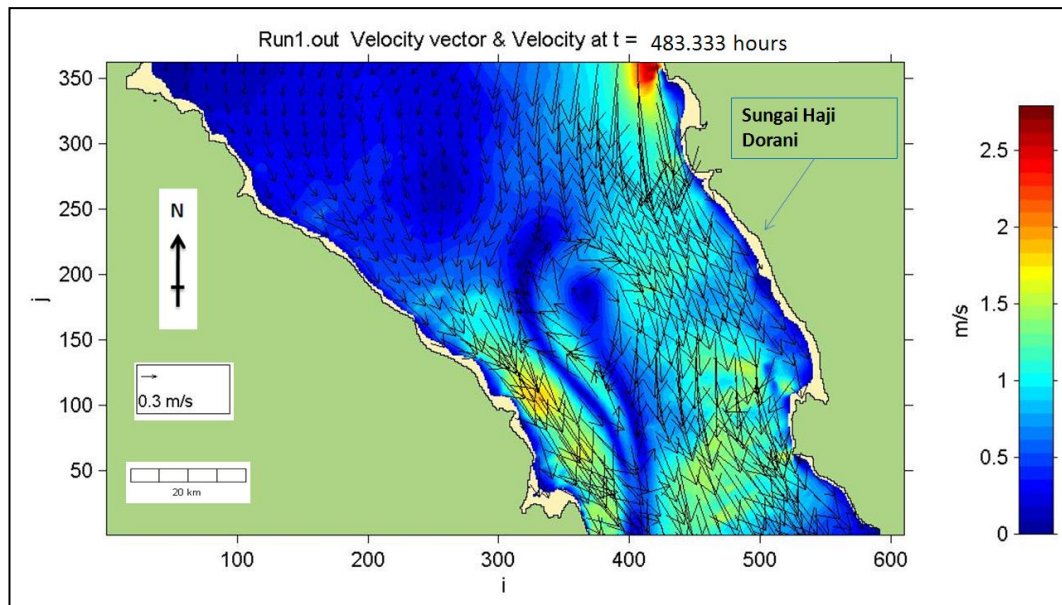 Run1.out Velocity vector & Velocity at t = 483.333 hours
350
300
250
200
150
100
50
j
100
200
300
400
500
600
i
N
0.3 m/s
20 km
Sungai Haji
Dorani
2.5
2
1.5
1
0.5
0
m/s